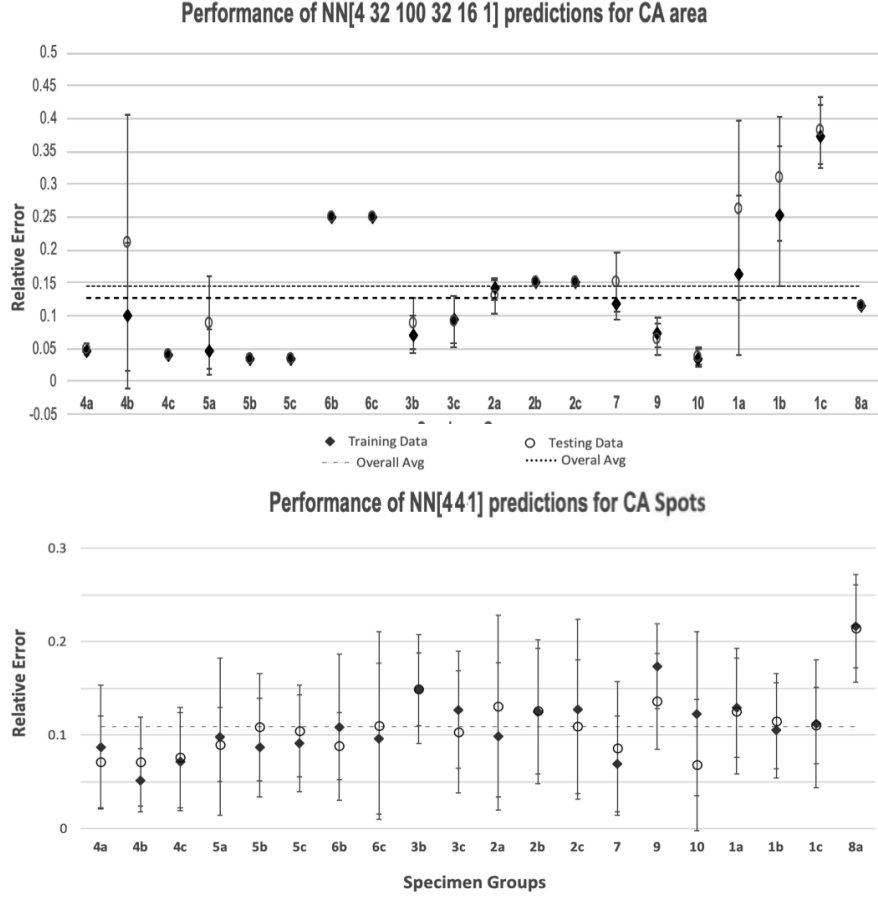 Performance of NN[4 32 100 32 16 1] predictions for CA area
0.5
0.45
0.4
0.35
0.3
0.25
0.2
0.15
0.1
0.05
0
-0.05
Relative Error
4a 4b 4c 5a 5b 5c 6b 6c 3b 3c 2a 2b 2c 7 9 10 1a 1b 1c 8a
Training Data Testing Data
Overall Avg Overal Avg
Performance of NN[441] predictions for CA Spots
0.3
0.2
0.1
0
Relative Error
4a 4b 4c 5a 5b 5c 6b 6c 3b 3c 2a 2b 2c 7 9 10 1a 1b 1c 8a
Specimen Groups